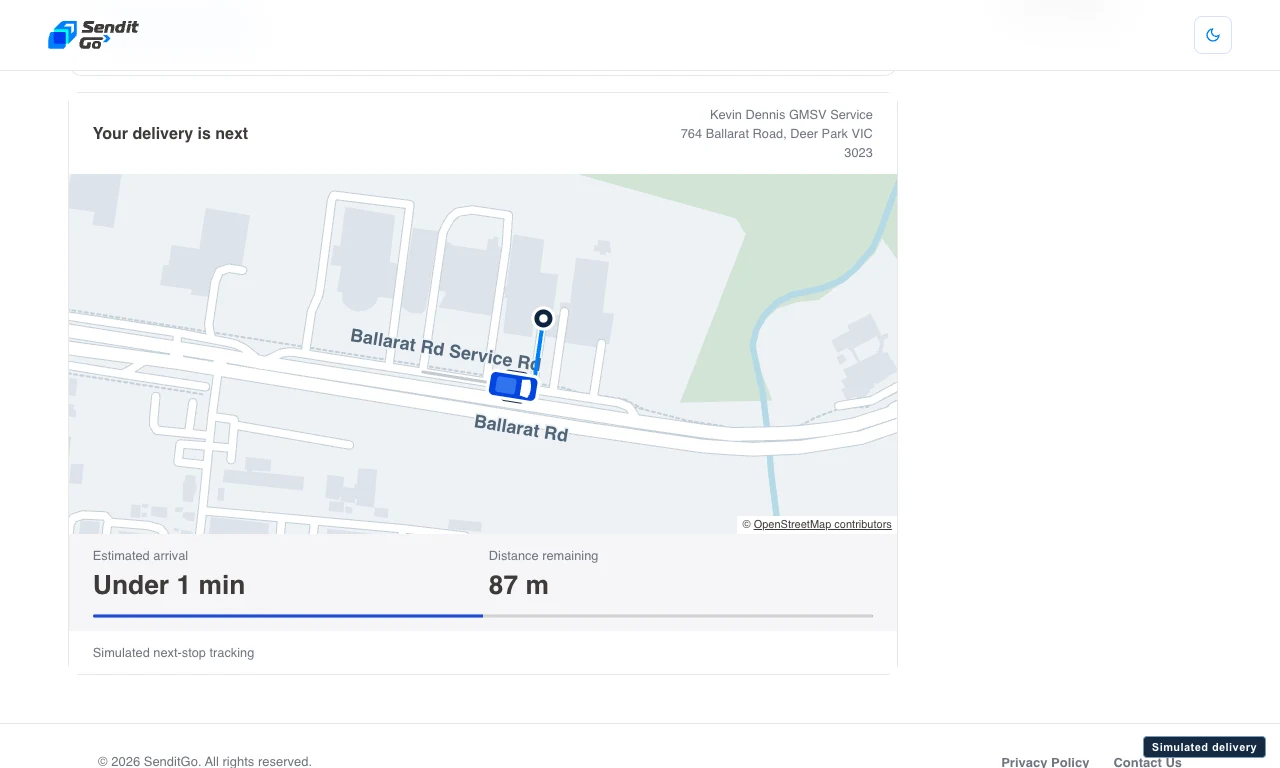 Sendit
Go
Your delivery is next
Kevin Dennis GMSV Service
764 Ballarat Road, Deer Park VIC
3023
Ballarat Rd Service Rd
Ballarat Rd
© OpenStreetMap contributors
Estimated arrival
Distance remaining
Under 1 min
87 m
Simulated next-stop tracking
Simulated delivery
© 2026 SenditGo. All rights reserved.
Privacy Policy
Contact Us